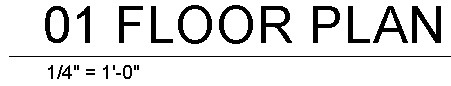 01 FLOOR PLAN
1/4" = 1'-0"